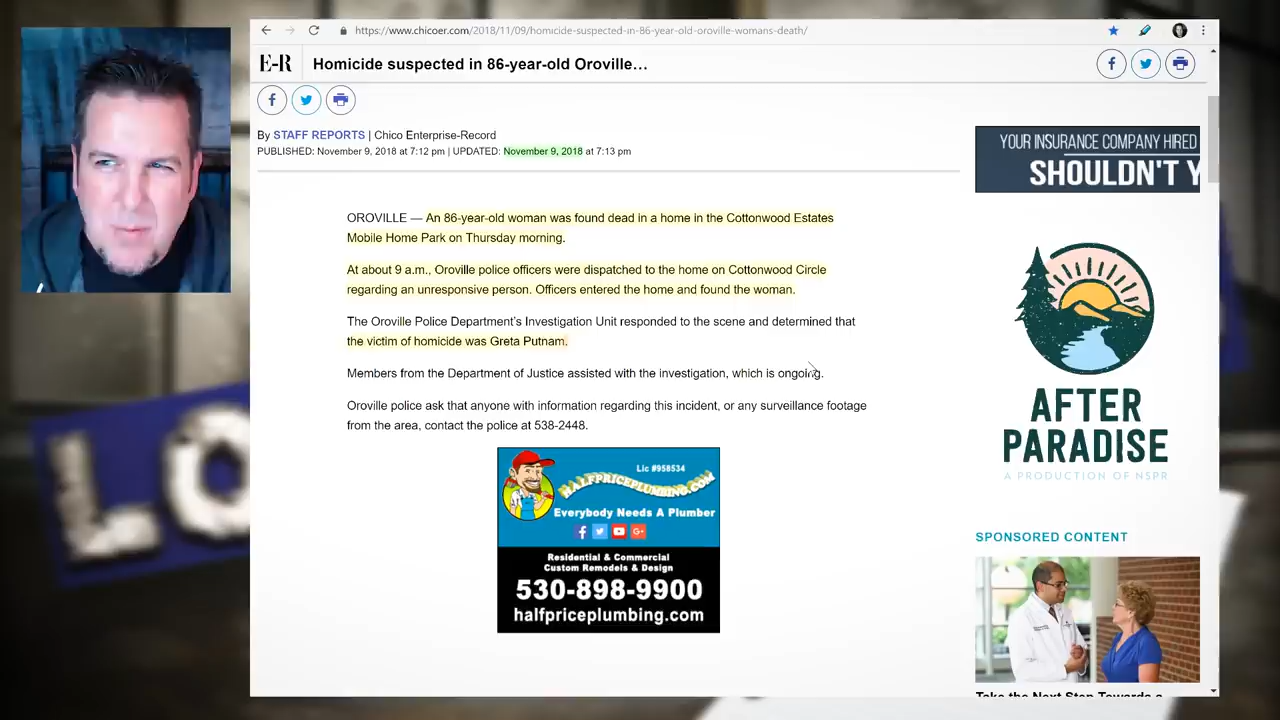 https://www.chicoer.com/2018/11/09/homicide-suspected-in-86-year-old-oroville-womans-death/
E-R
Homicide suspected in 86-year-old Oroville…
By STAFF REPORTS | Chico Enterprise-Record
PUBLISHED: November 9, 2018 at 7:12 pm | UPDATED: November 9, 2018 at 7:13 pm
YOUR INSURANCE COMPANY HIRED
SHOULDN'T Y
OROVILLE — An 86-year-old woman was found dead in a home in the Cottonwood Estates
Mobile Home Park on Thursday morning.
At about 9 a.m., Oroville police officers were dispatched to the home on Cottonwood Circle
regarding an unresponsive person. Officers entered the home and found the woman.
The Oroville Police Department's Investigation Unit responded to the scene and determined that
the victim of homicide was Greta Putnam.
Members from the Department of Justice assisted with the investigation, which is ongoing.
Oroville police ask that anyone with information regarding this incident, or any surveillance footage
from the area, contact the police at 538-2448.
Lic #958534
HALFPRICEPLUMBING.COM
Everybody Needs A Plumber
Residential & Commercial
Custom Remodels & Design
530-898-9900
halfpriceplumbing.com
AFTER
PARADISE
A PRODUCTION OF NSPR
SPONSORED CONTENT
Take the Next Step Towards a
LO